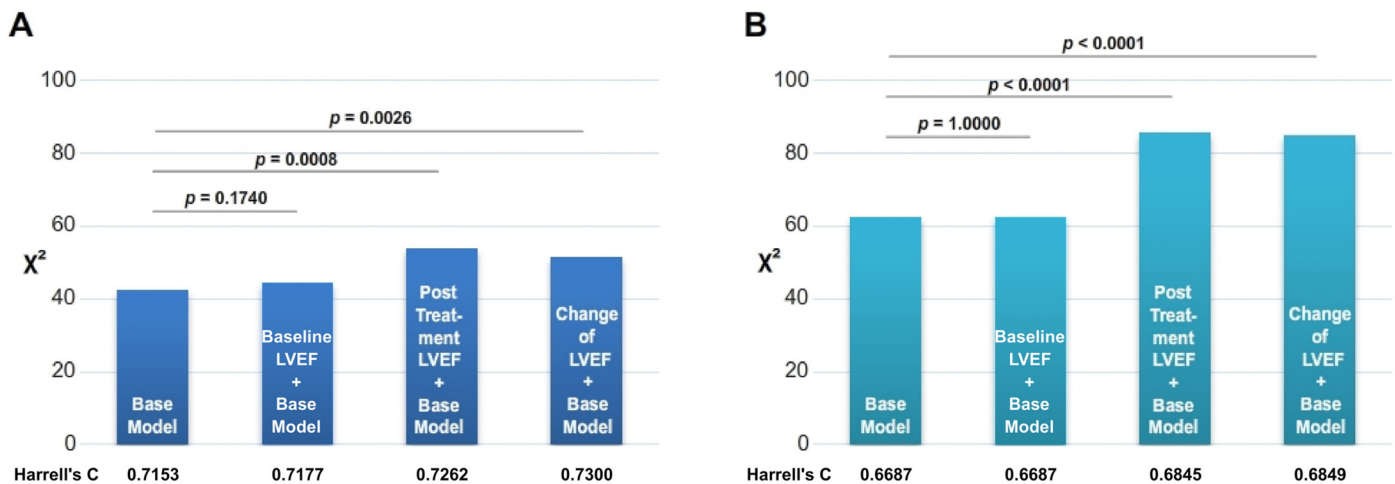 A
100
80
60
χ²
40
20
0
p = 0.0026
p = 0.0008
p = 0.1740
Base
Model
Baseline
LVEF
+
Base
Model
Post
Treat-
ment
LVEF
+
Base
Model
Change
of
LVEF
+
Base
Model
Harrell's C 0.7153 0.7177 0.7262 0.7300
B
100
80
60
χ²
40
20
0
p < 0.0001
p < 0.0001
p = 1.0000
Base
Model
Baseline
LVEF
+
Base
Model
Post
Treat-
ment
LVEF
+
Base
Model
Change
of
LVEF
+
Base
Model
Harrell's C 0.6687 0.6687 0.6845 0.6849